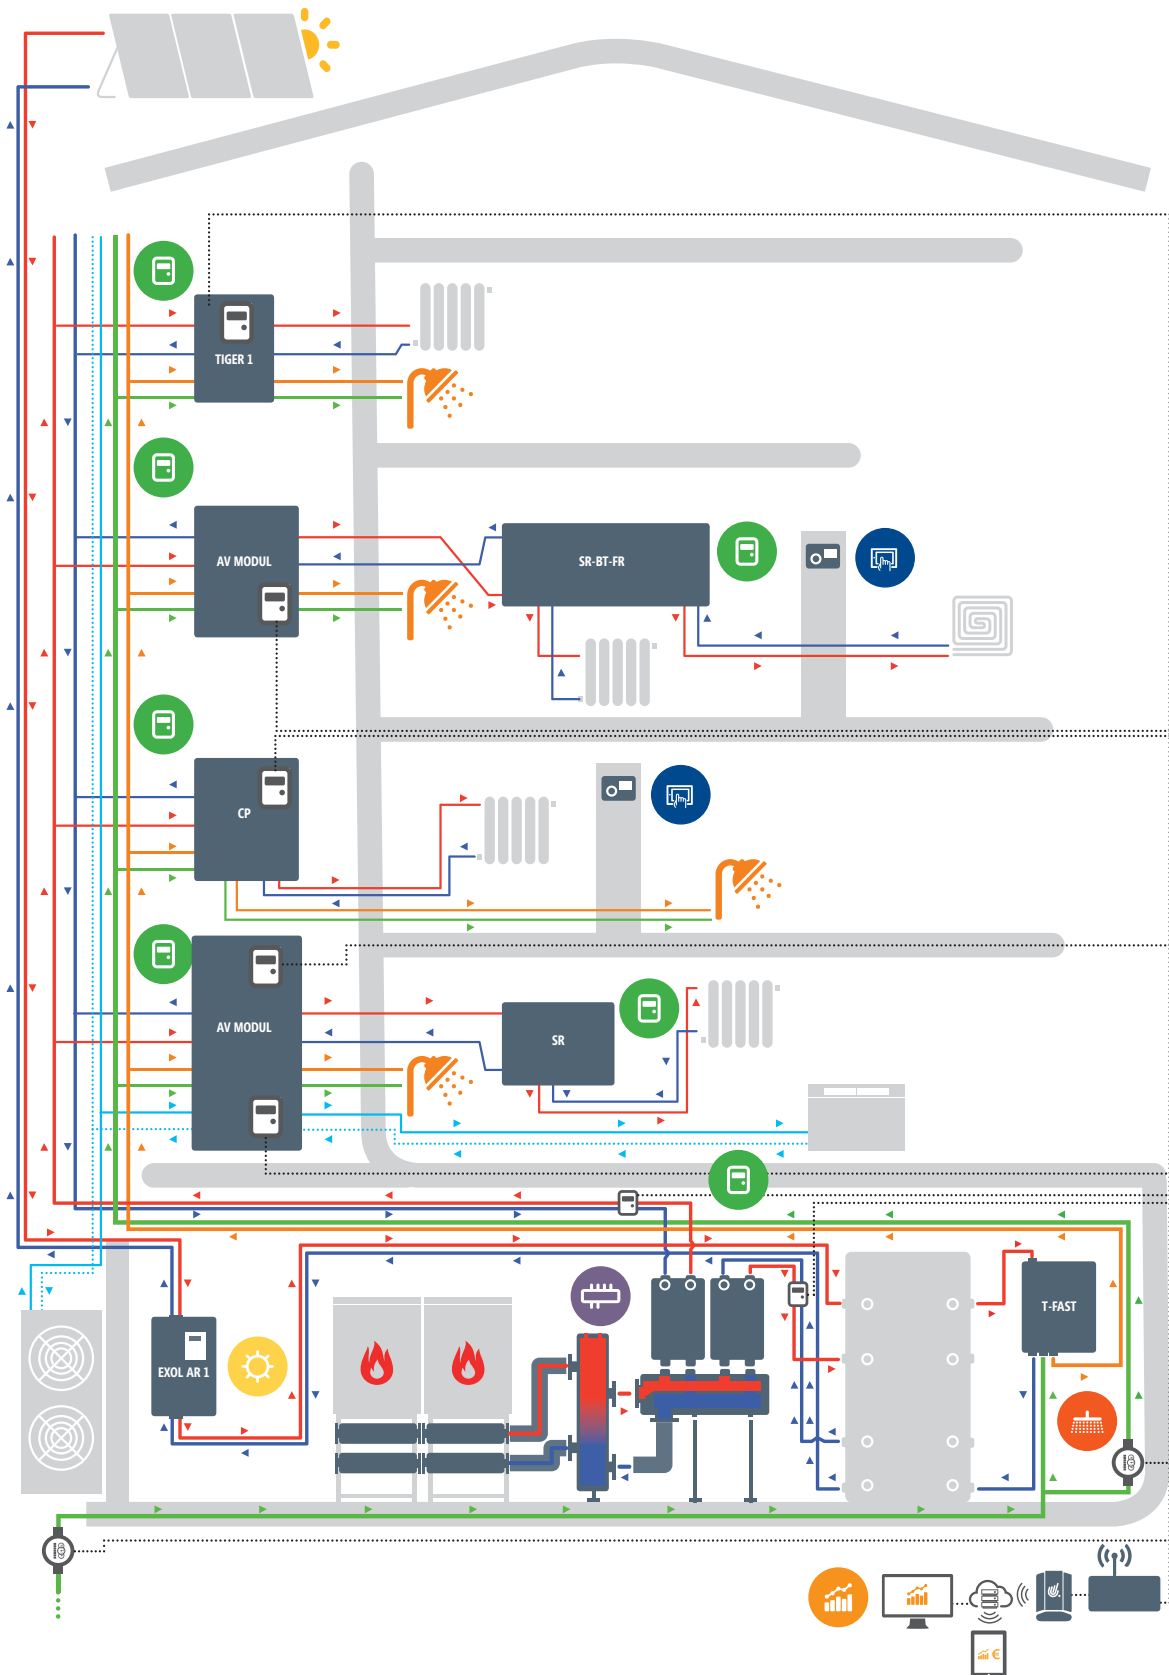 TIGER 1
AV MODUL
SR-BT-FR
CP
AV MODUL
SR
T-FAST
EXOL AR 1
€